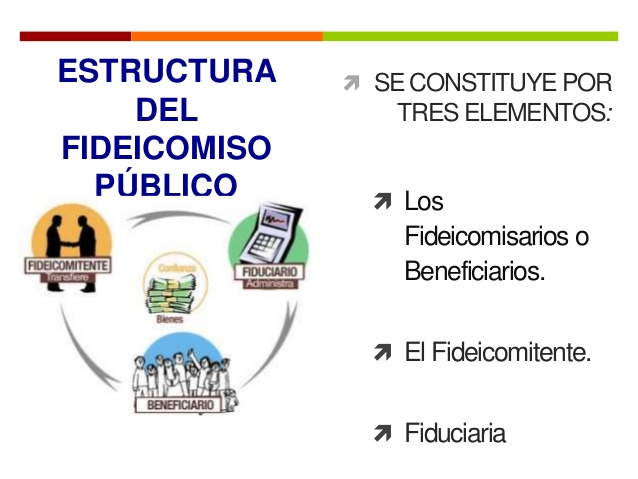 ESTRUCTURA
DEL
FIDEICOMISO
PÚBLICO
FIDEICOMITENTE
Transfiere
Confianza
Bienes
FIDUCIARIO
Administra
BENEFICIARIO
SE CONSTITUYE POR
TRES ELEMENTOS:
Los
Fideicomisarios o
Beneficiarios.
El Fideicomitente.
Fiduciaria